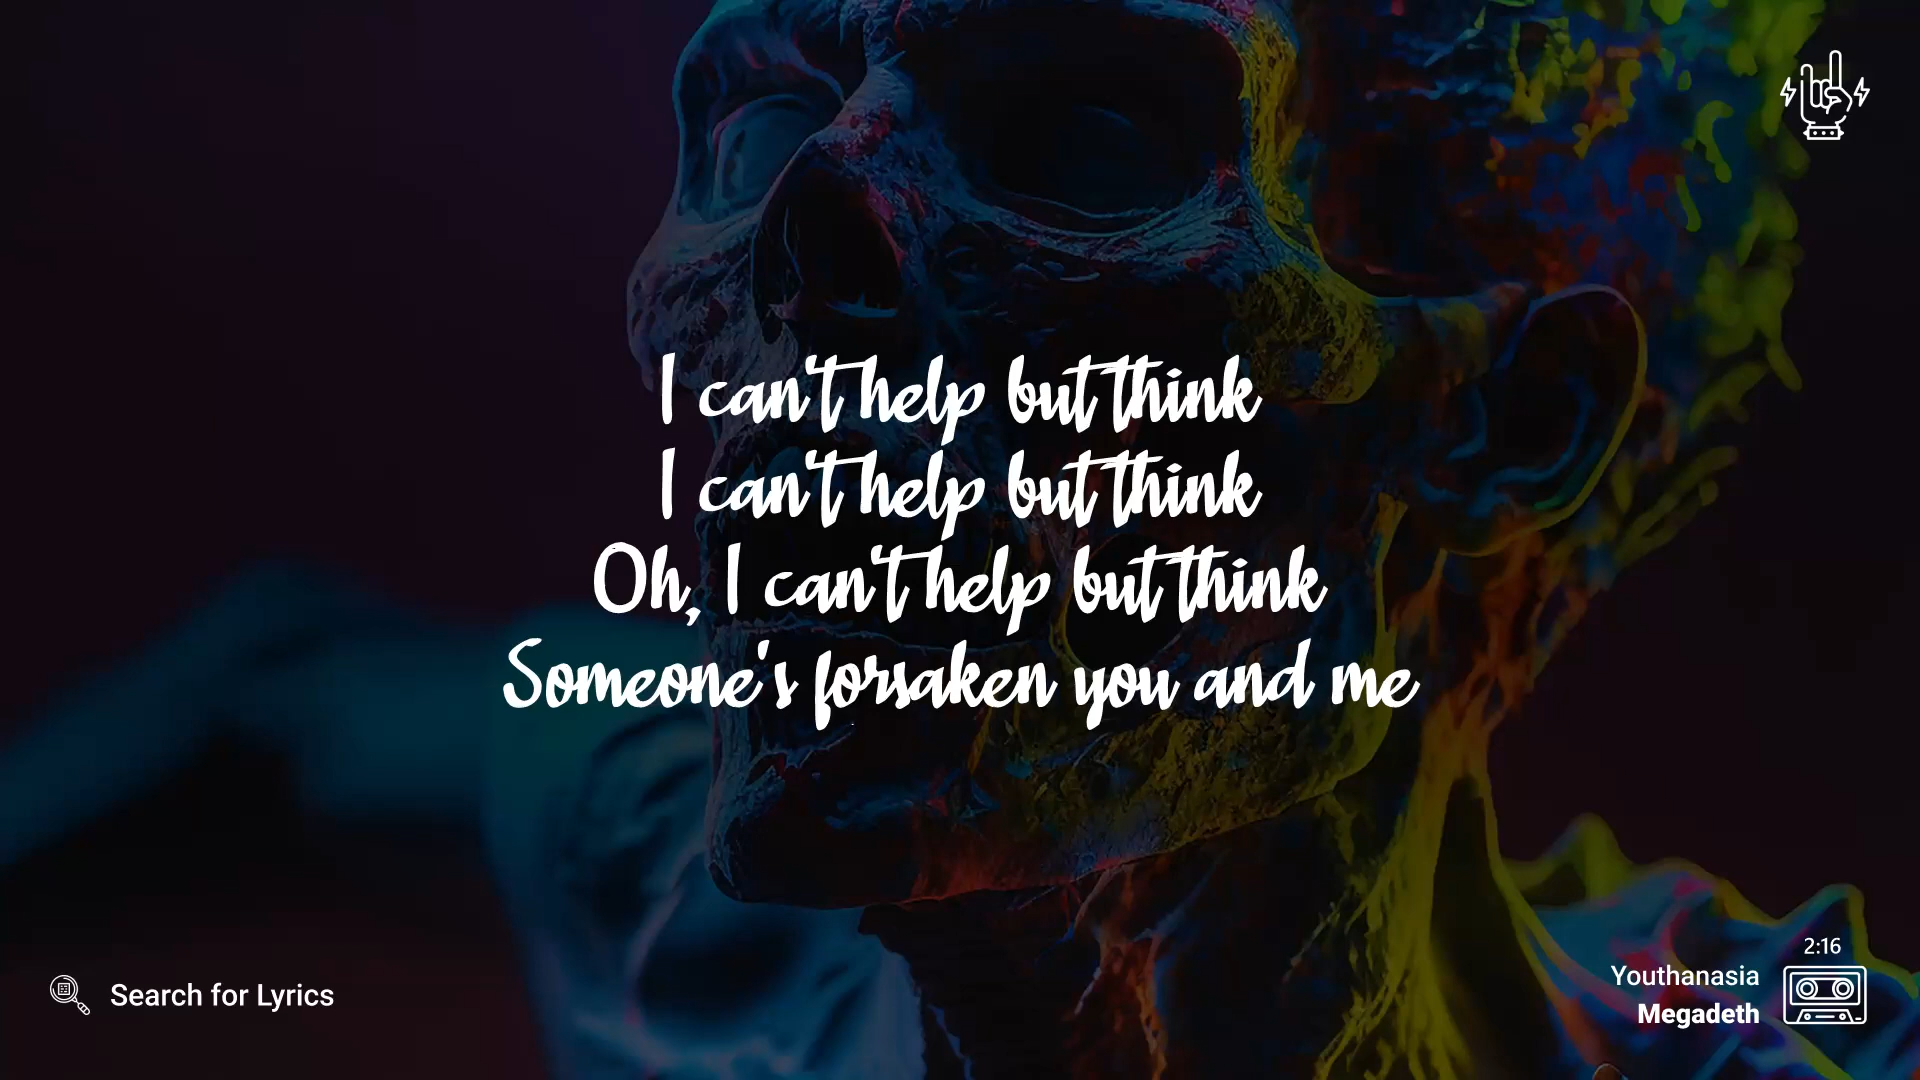 I can't help but think
I can't help but think
Oh, I can't help but think
Someone's forsaken you and me
Search for Lyrics
2:16
Youthanasia
Megadeth